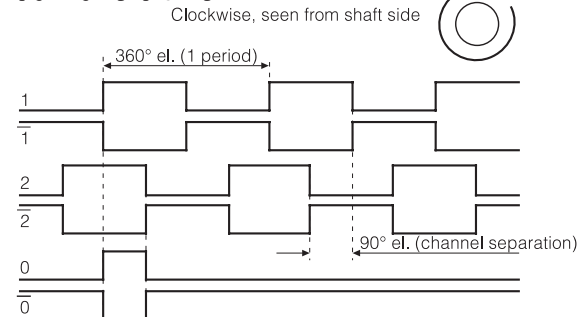 Clockwise, seen from shaft side
360° el. (1 period)
1
1
2
2
90° el. (channel separation)
0
0